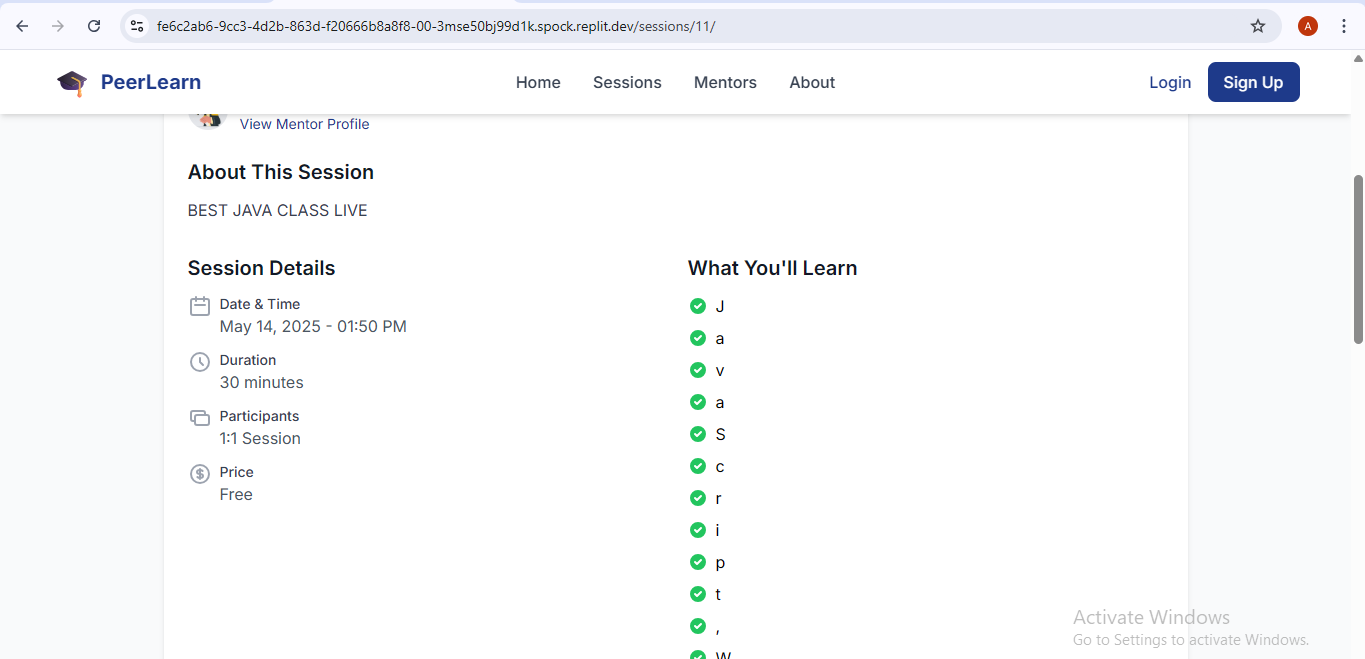 fe6c2ab6-9cc3-4d2b-863d-f20666b8a8f8-00-3mse50bj99d1k.spock.replit.dev/sessions/11/
A
PeerLearn
Home
Sessions
Mentors
About
Login
Sign Up
View Mentor Profile
About This Session
BEST JAVA CLASS LIVE
Session Details
Date & Time
May 14, 2025 - 01:50 PM
Duration
30 minutes
Participants
1:1 Session
Price
Free
What You'll Learn
J
a
v
a
S
c
r
i
p
t
,
W
Activate Windows
Go to Settings to activate Windows.